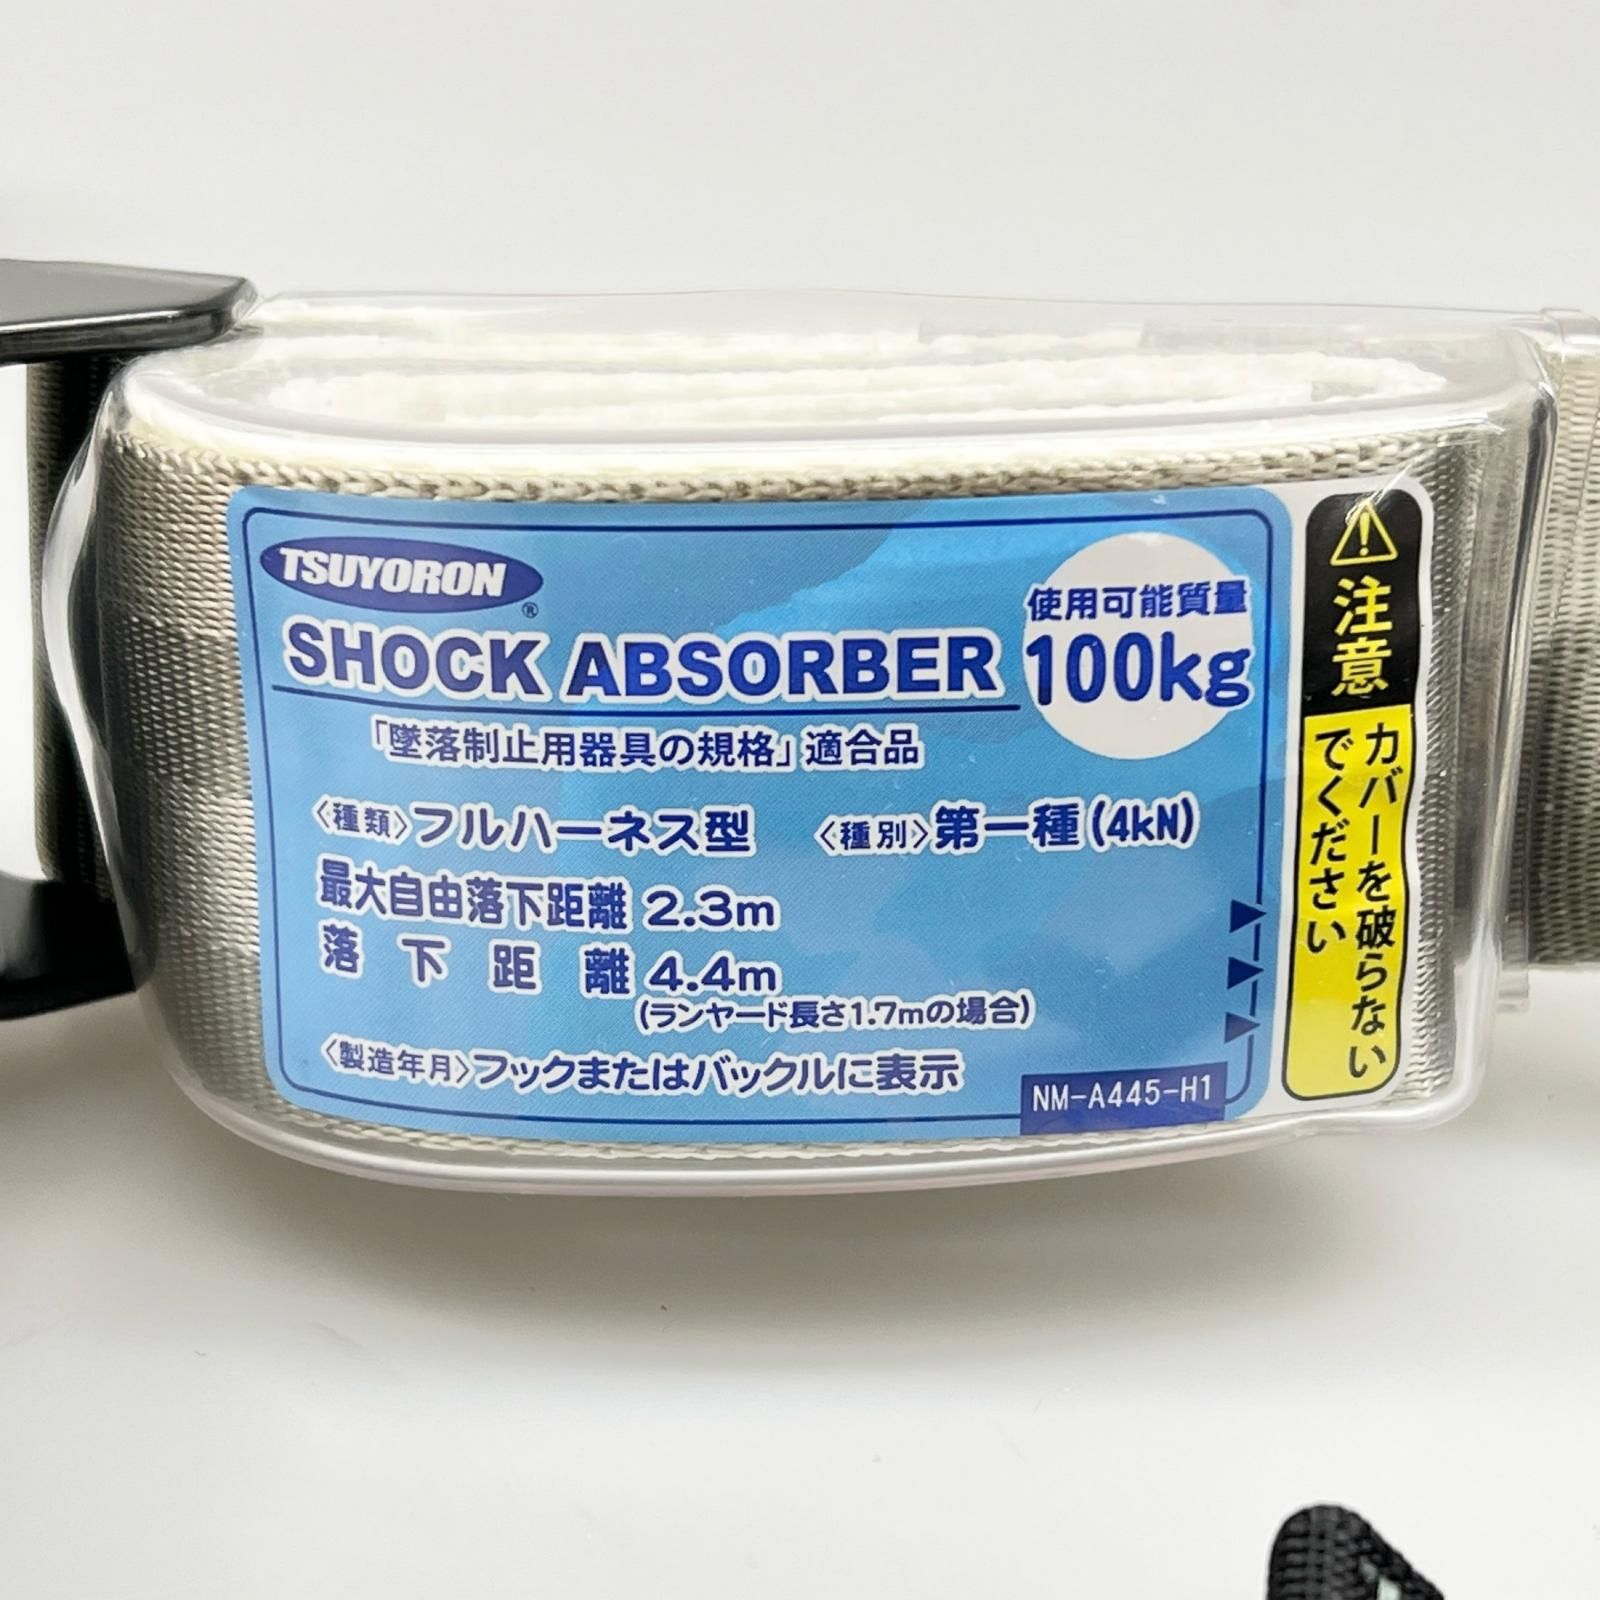 TSUYORON
®
SHOCK ABSORBER
使用可能質量
100kg
「墜落制止用器具の規格」適合品
〈種類〉フルハーネス型 〈種別〉第一種(4kN)
最大自由落下距離 2.3m
落下距離 4.4m
(ランヤード長さ1.7mの場合)
〈製造年月〉フックまたはバックルに表示
NM-A445-H1
注意
カバーを破らない
でください